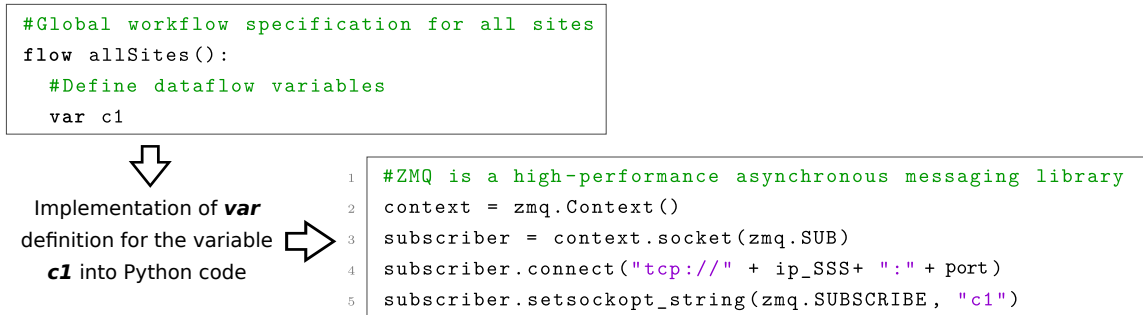 #Global workflow specification for all sites
flow allSites():
#Define dataflow variables
var c1
Implementation of var
definition for the variable
c1 into Python code
1 #ZMQ is a high-performance asynchronous messaging library
2 context = zmq.Context()
3 subscriber = context.socket(zmq.SUB)
4 subscriber.connect("tcp://" + ip_SSS+ ":" + port)
5 subscriber.setsockopt_string(zmq.SUBSCRIBE, "c1")